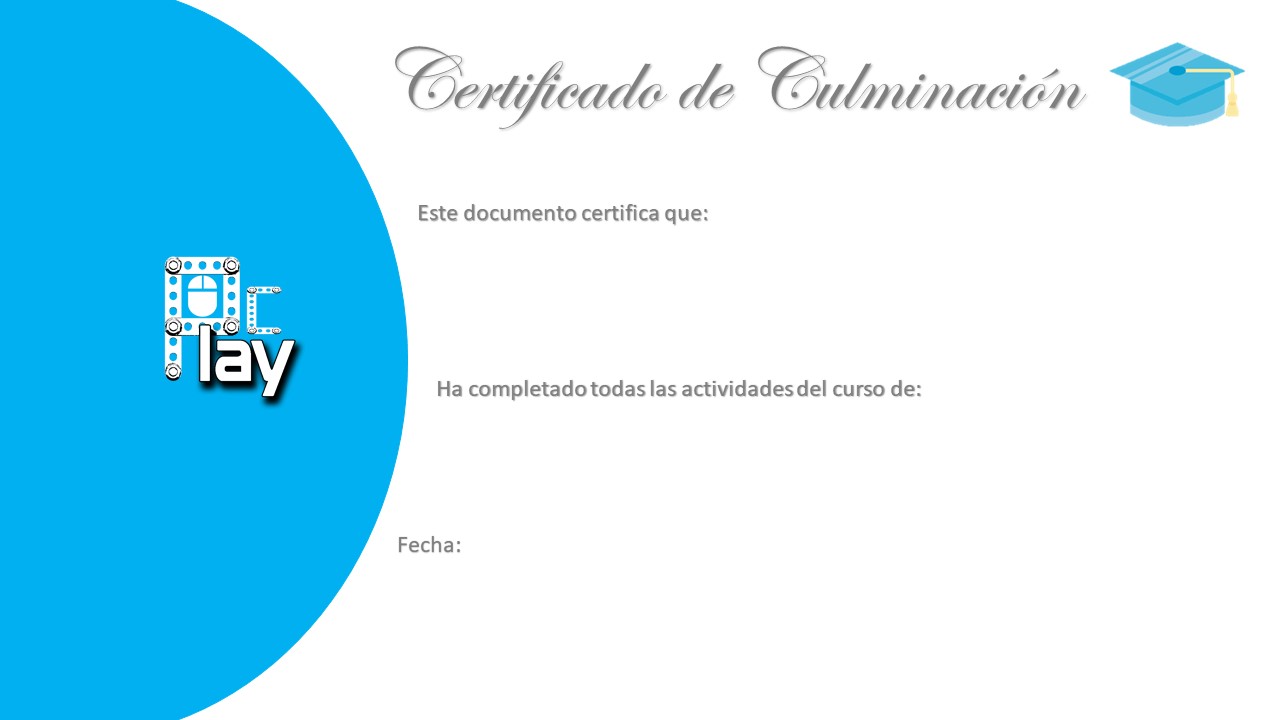 Certificado de Culminación
Este documento certifica que:
Pc
Play
Ha completado todas las actividades del curso de:
Fecha: